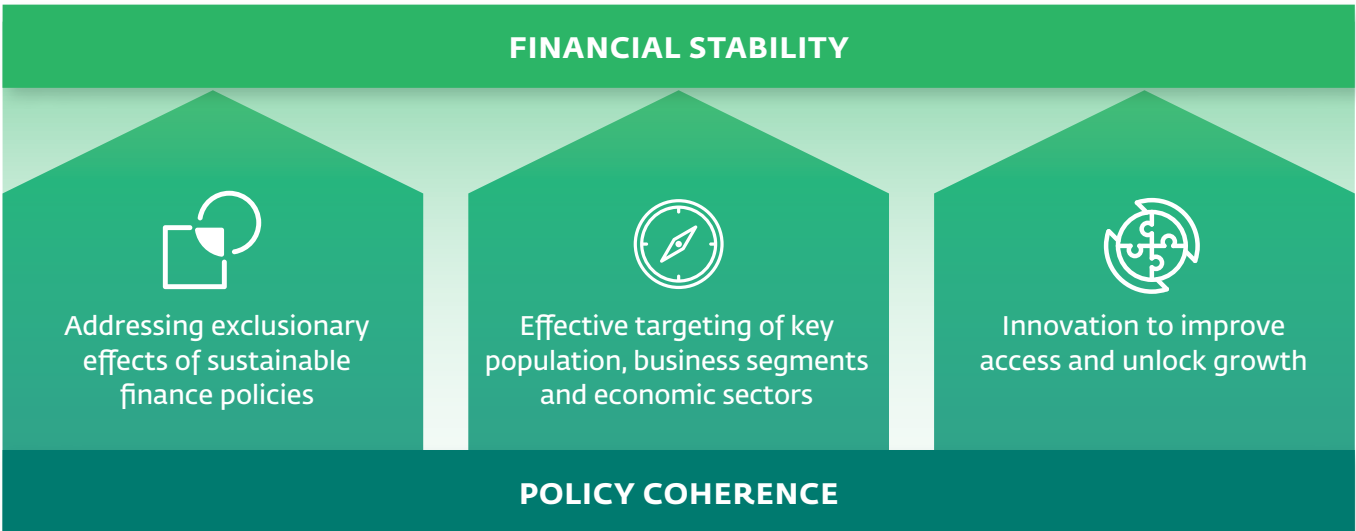 FINANCIAL STABILITY
Addressing exclusionary
effects of sustainable
finance policies
Effective targeting of key
population, business segments
and economic sectors
Innovation to improve
access and unlock growth
POLICY COHERENCE